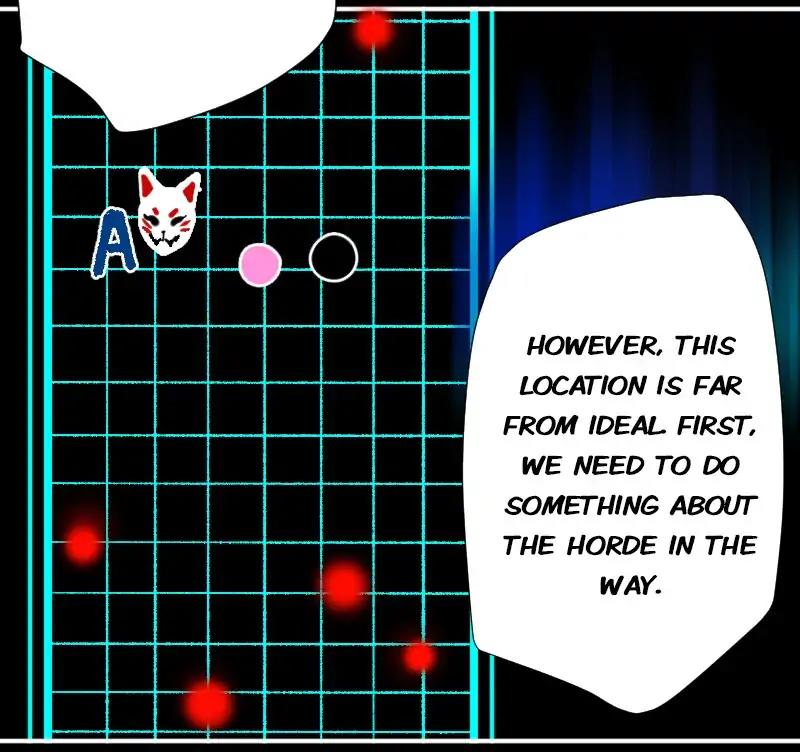 A
HOWEVER, THIS
LOCATION IS FAR
FROM IDEAL. FIRST,
WE NEED TO DO
SOMETHING ABOUT
THE HORDE IN THE
WAY.